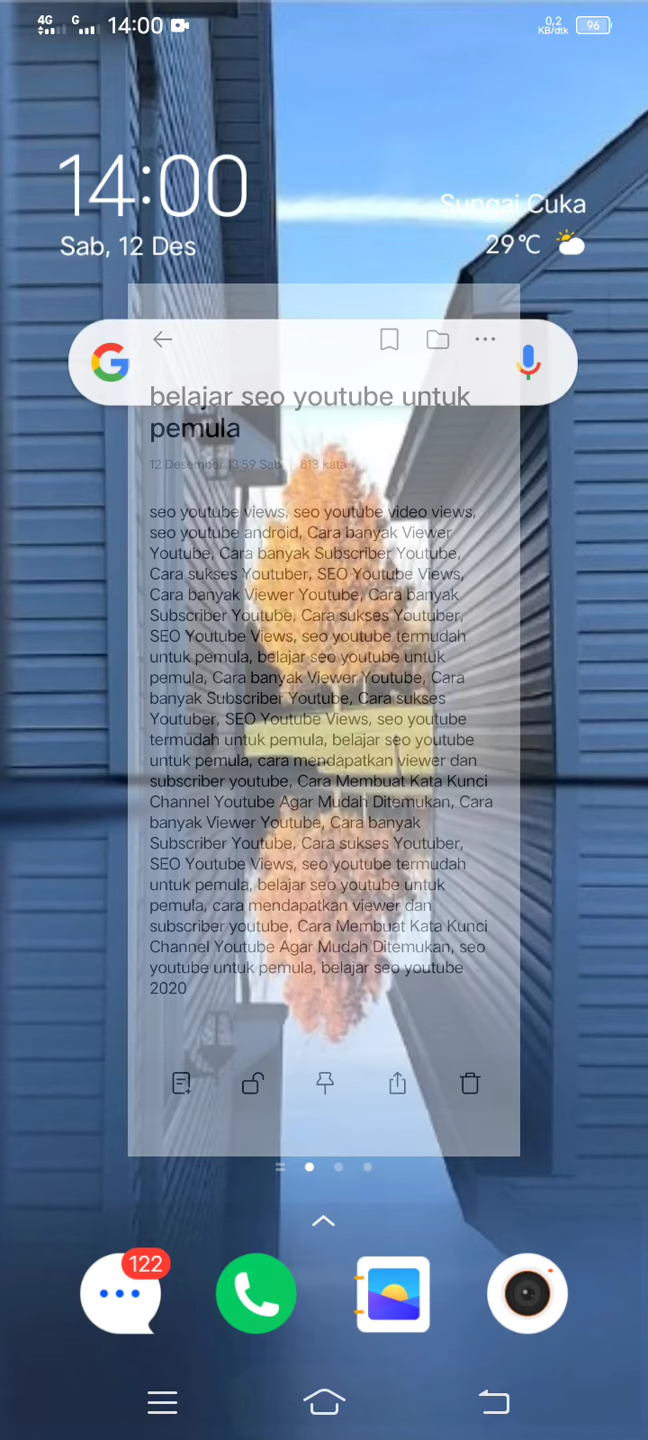 4G G 14:00 0,2 KB/dtk 96
14:00
Sungai Cuka
Sab, 12 Des
29°C
belajar seo youtube untuk
pemula
12 Desember 13:59 Sab | 813 kata
seo youtube views, seo youtube video views,
seo youtube android, Cara banyak Viewer
Youtube, Cara banyak Subscriber Youtube,
Cara sukses Youtuber, SEO Youtube Views,
Cara banyak Viewer Youtube, Cara banyak
Subscriber Youtube, Cara sukses Youtuber,
SEO Youtube Views, seo youtube termudah
untuk pemula, belajar seo youtube untuk
pemula, Cara banyak Viewer Youtube, Cara
banyak Subscriber Youtube, Cara sukses
Youtuber, SEO Youtube Views, seo youtube
termudah untuk pemula, belajar seo youtube
untuk pemula, cara mendapatkan viewer dan
subscriber youtube, Cara Membuat Kata Kunci
Channel Youtube Agar Mudah Ditemukan, Cara
banyak Viewer Youtube, Cara banyak
Subscriber Youtube, Cara sukses Youtuber,
SEO Youtube Views, seo youtube termudah
untuk pemula, belajar seo youtube untuk
pemula, cara mendapatkan viewer dan
subscriber youtube, Cara Membuat Kata Kunci
Channel Youtube Agar Mudah Ditemukan, seo
youtube untuk pemula, belajar seo youtube
2020
122